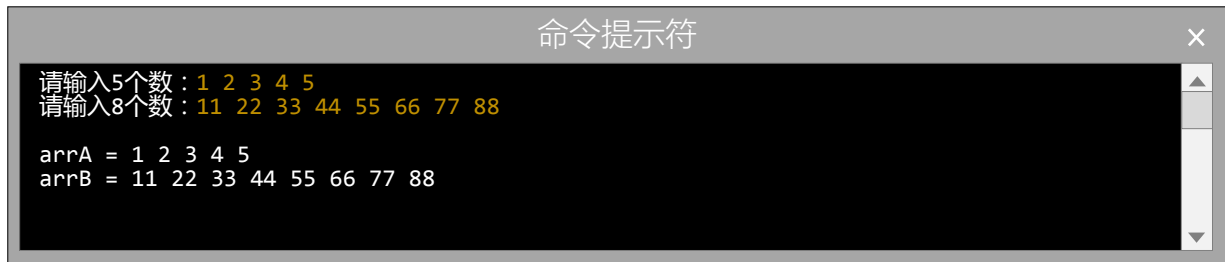 命令提示符
请输入5个数：1 2 3 4 5
请输入8个数：11 22 33 44 55 66 77 88
arrA = 1 2 3 4 5
arrB = 11 22 33 44 55 66 77 88